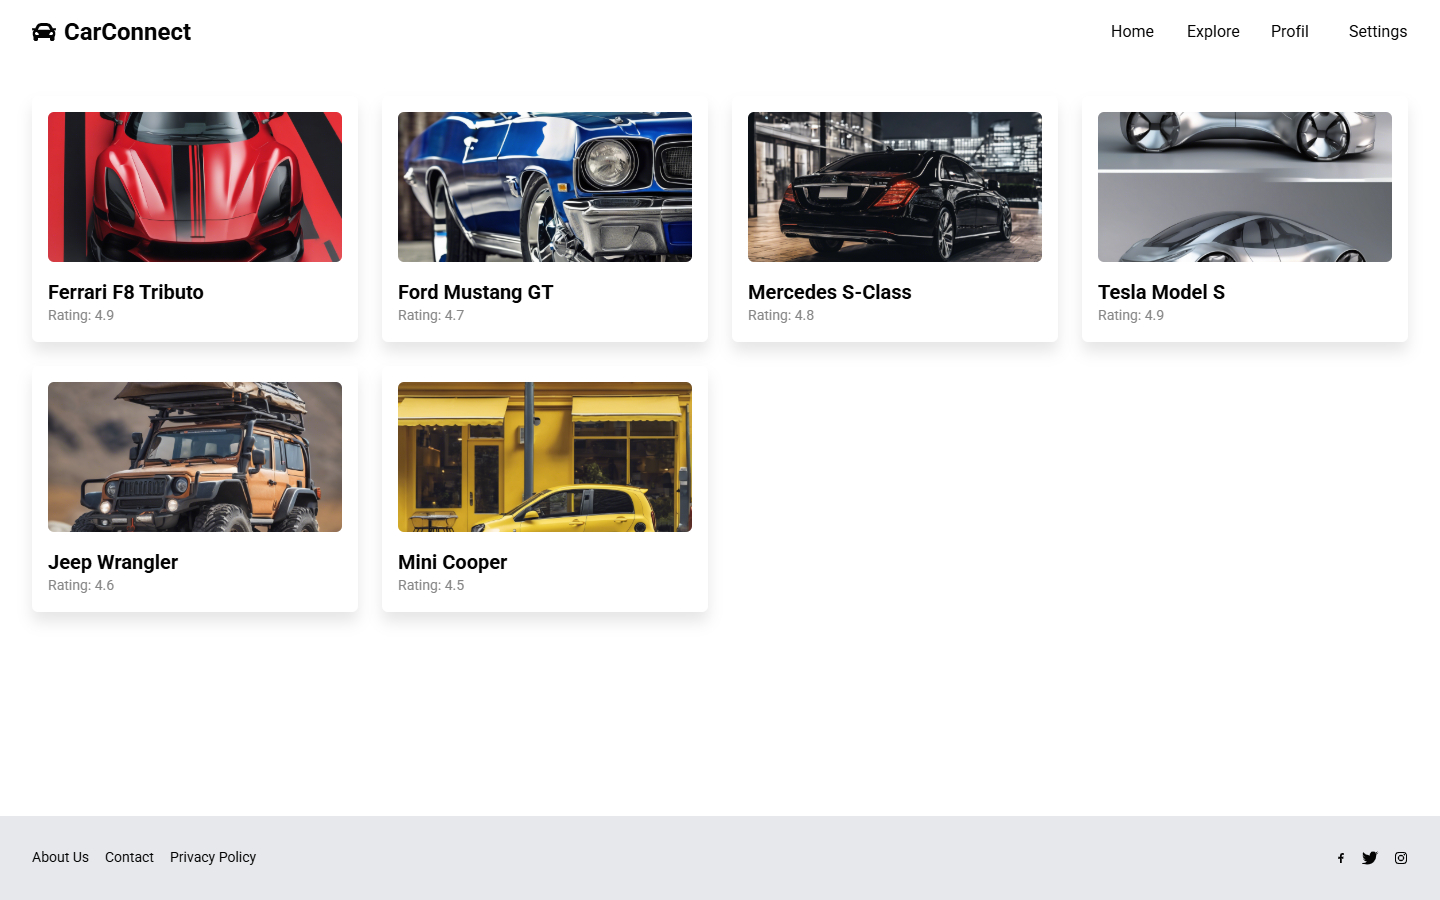 CarConnect
Home Explore Profil Settings
Ferrari F8 Tributo
Rating: 4.9
Ford Mustang GT
Rating: 4.7
Mercedes S-Class
Rating: 4.8
Tesla Model S
Rating: 4.9
Jeep Wrangler
Rating: 4.6
Mini Cooper
Rating: 4.5
About Us Contact Privacy Policy